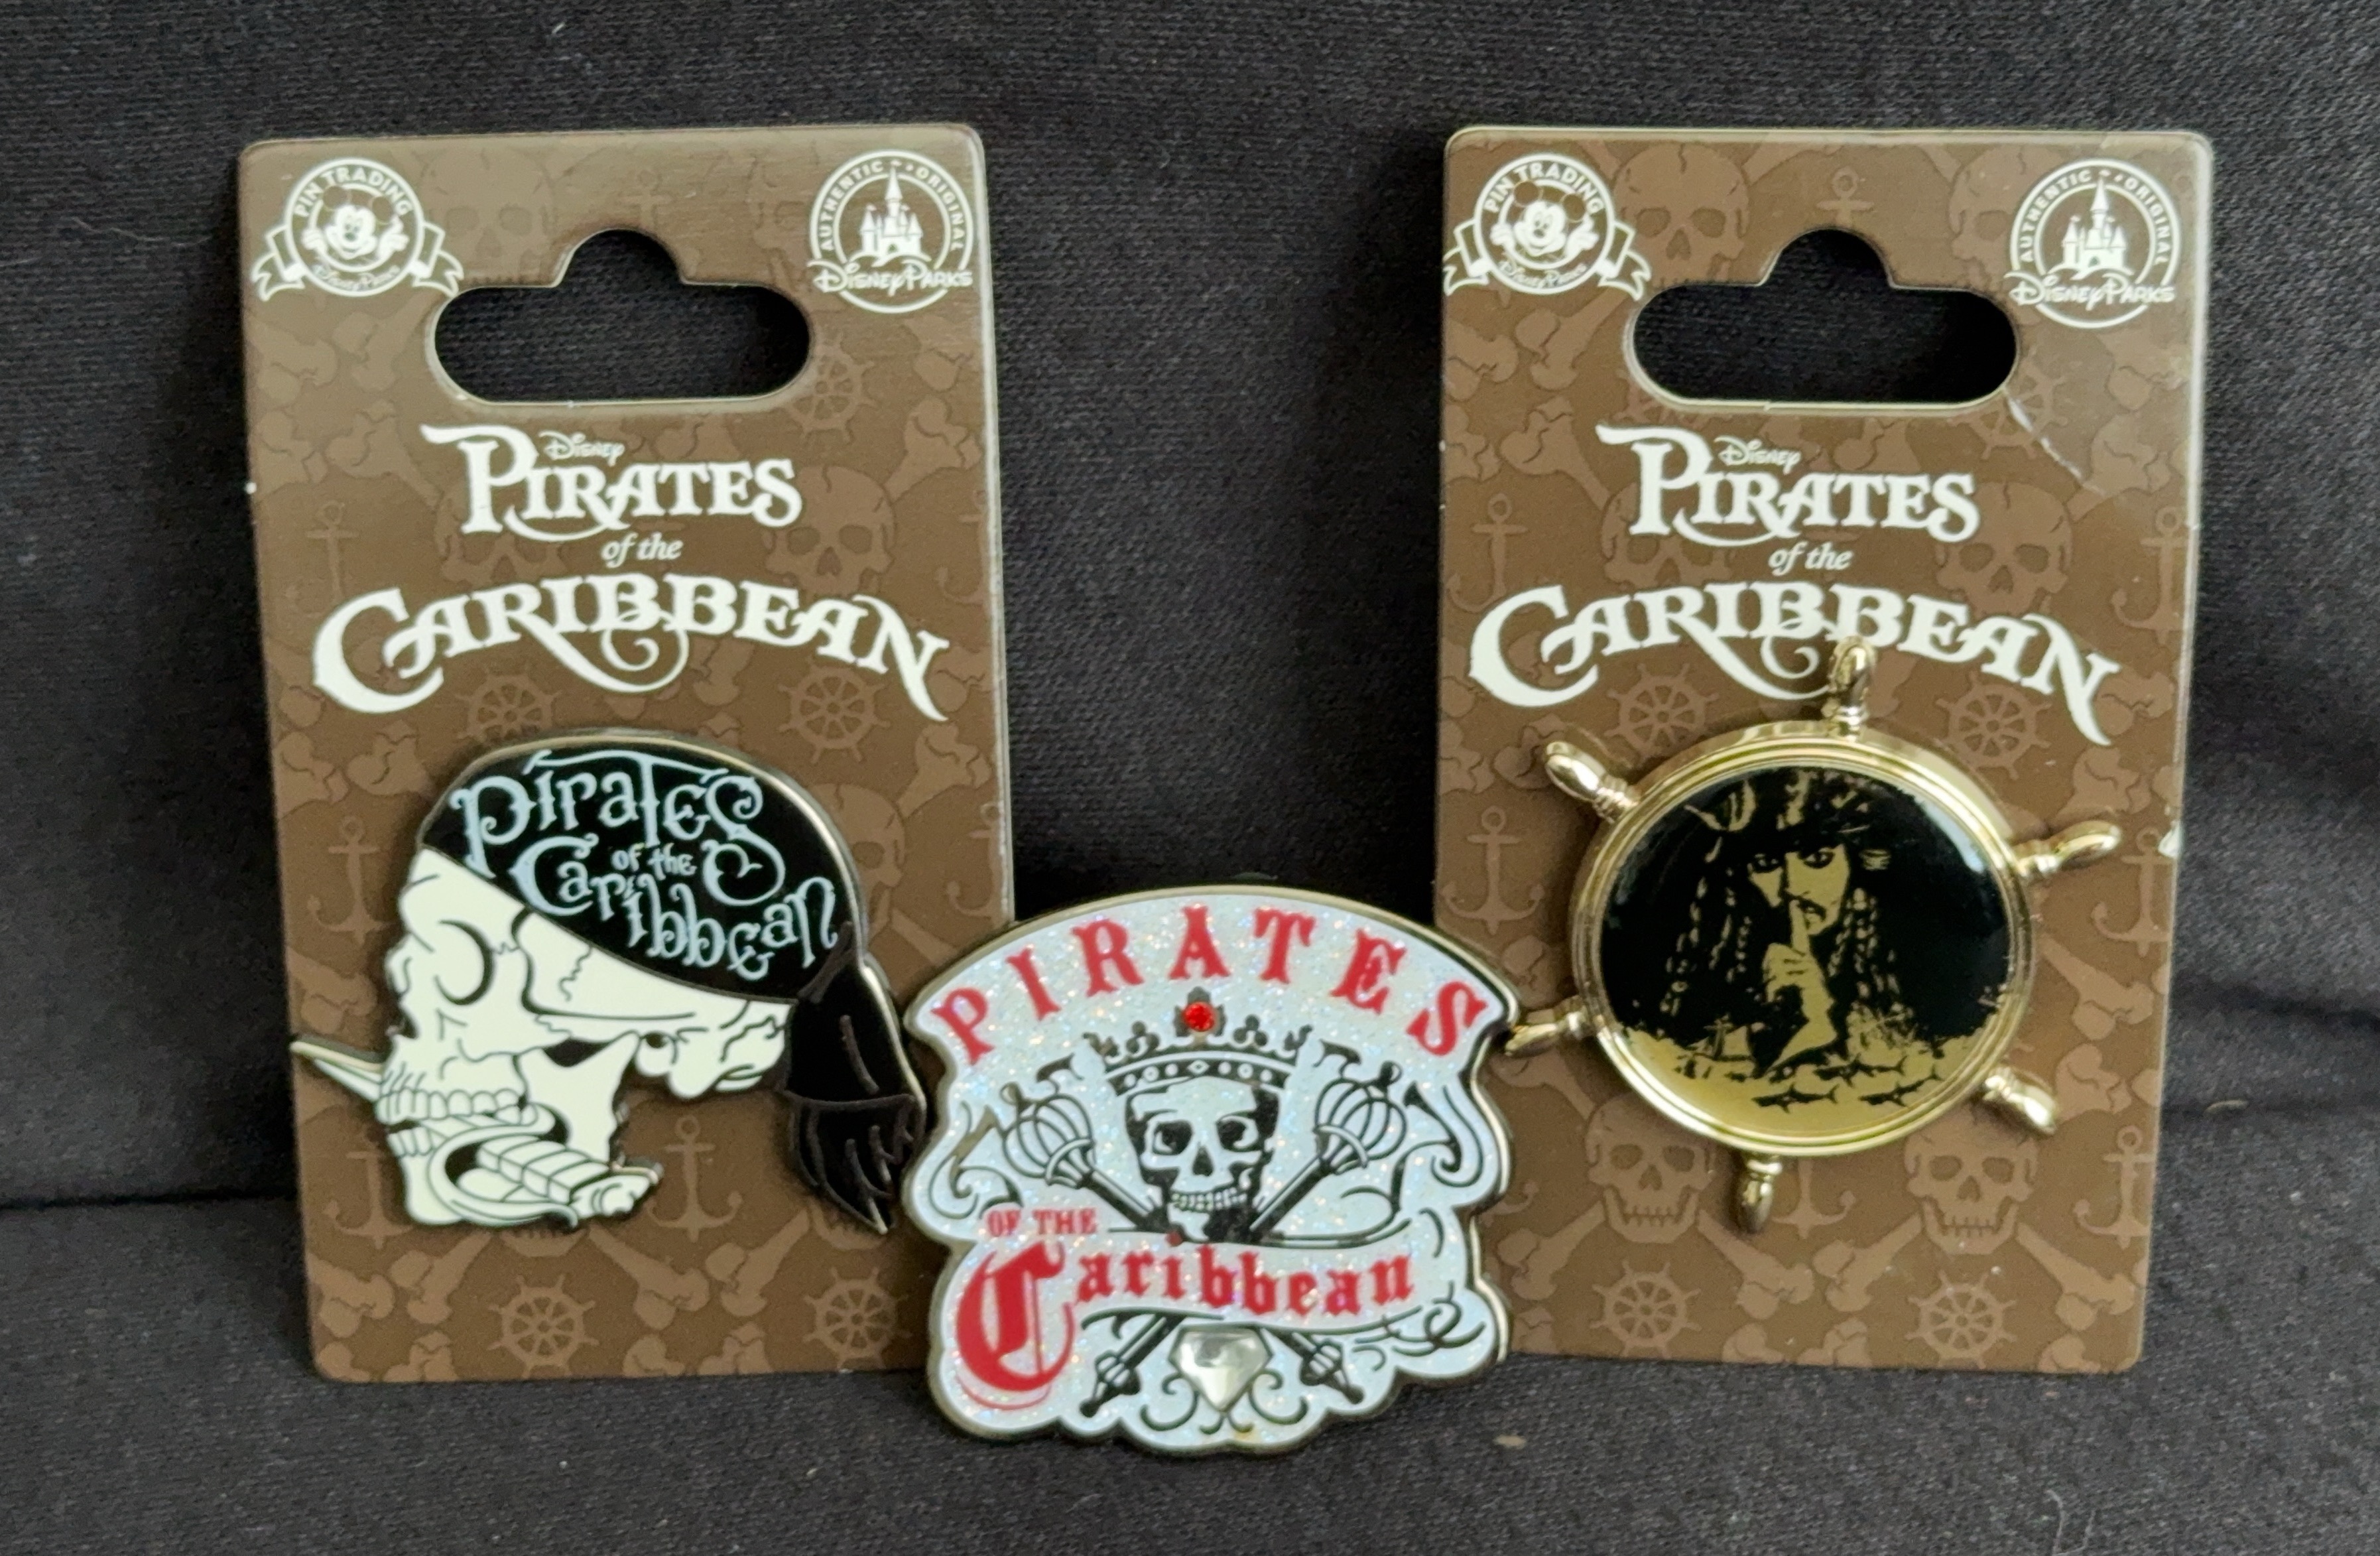 PIN TRADING
Disney Parks
AUTHENTIC • ORIGINAL
DISNEY PARKS
DISNEY
PIRATES
of the
CARIBBEAN
Pirates
of the
Caribbean
PIRATES
OF THE
Caribbean
PIN TRADING
Disney Parks
AUTHENTIC • ORIGINAL
DISNEY PARKS
DISNEY
PIRATES
of the
CARIBBEAN